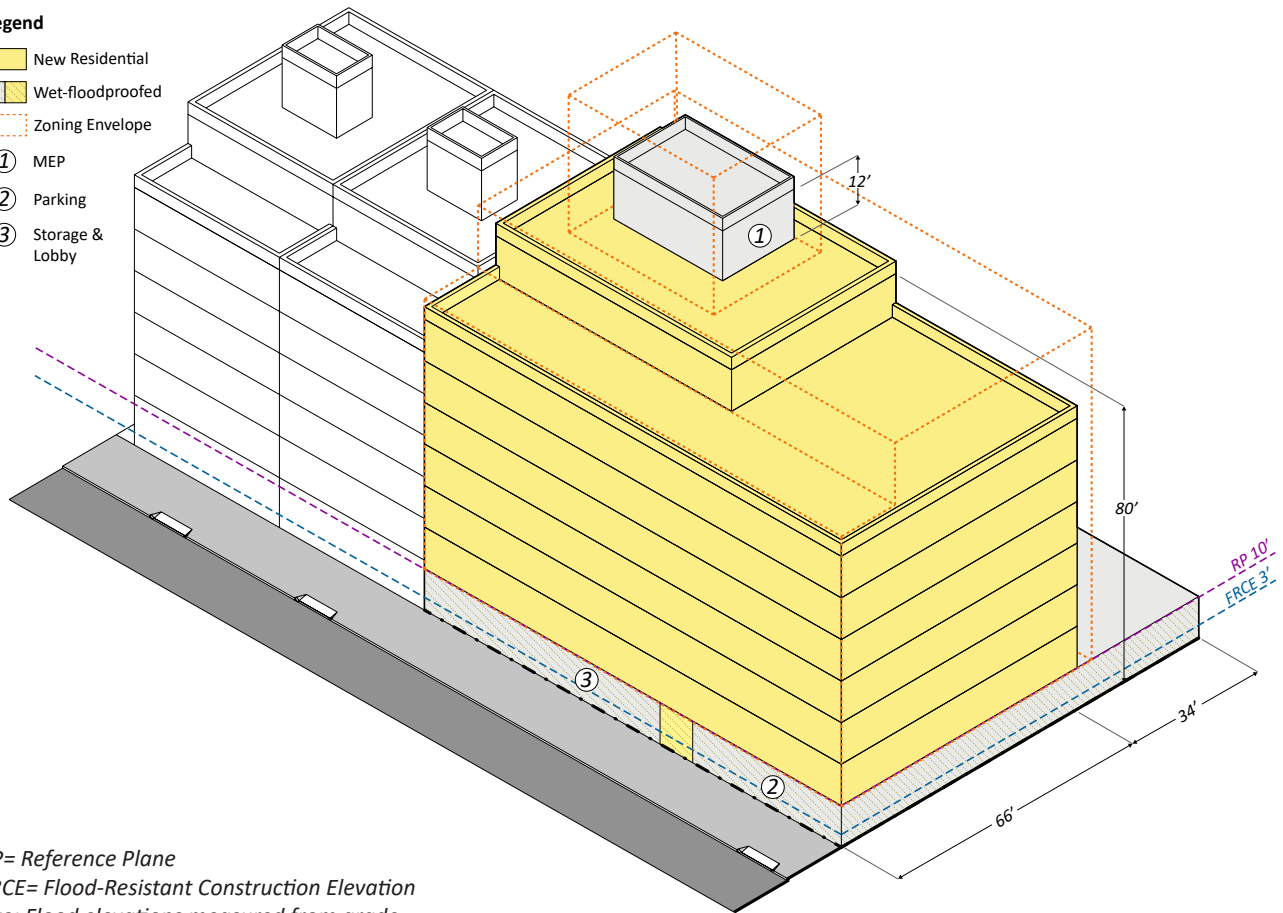 egend
New Residential
Wet-floodproofed
Zoning Envelope
1 MEP
2 Parking
3 Storage &
Lobby
12'
1
80'
RP 10'
FRCE 3'
34'
66'
3
2
P= Reference Plane
RCE= Flood-Resistant Construction Elevation